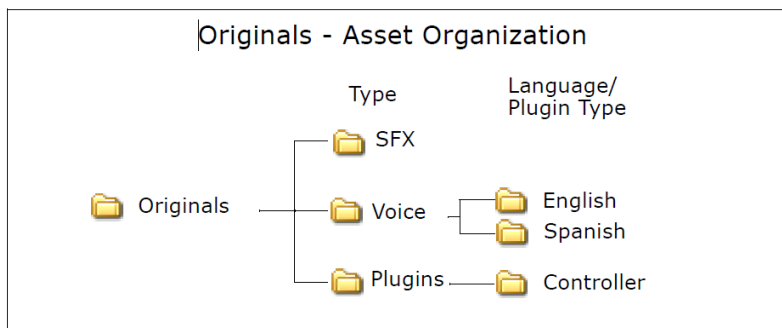 Originals - Asset Organization
Type
Language/
Plugin Type
SFX
Originals
Voice
English
Spanish
Plugins
Controller